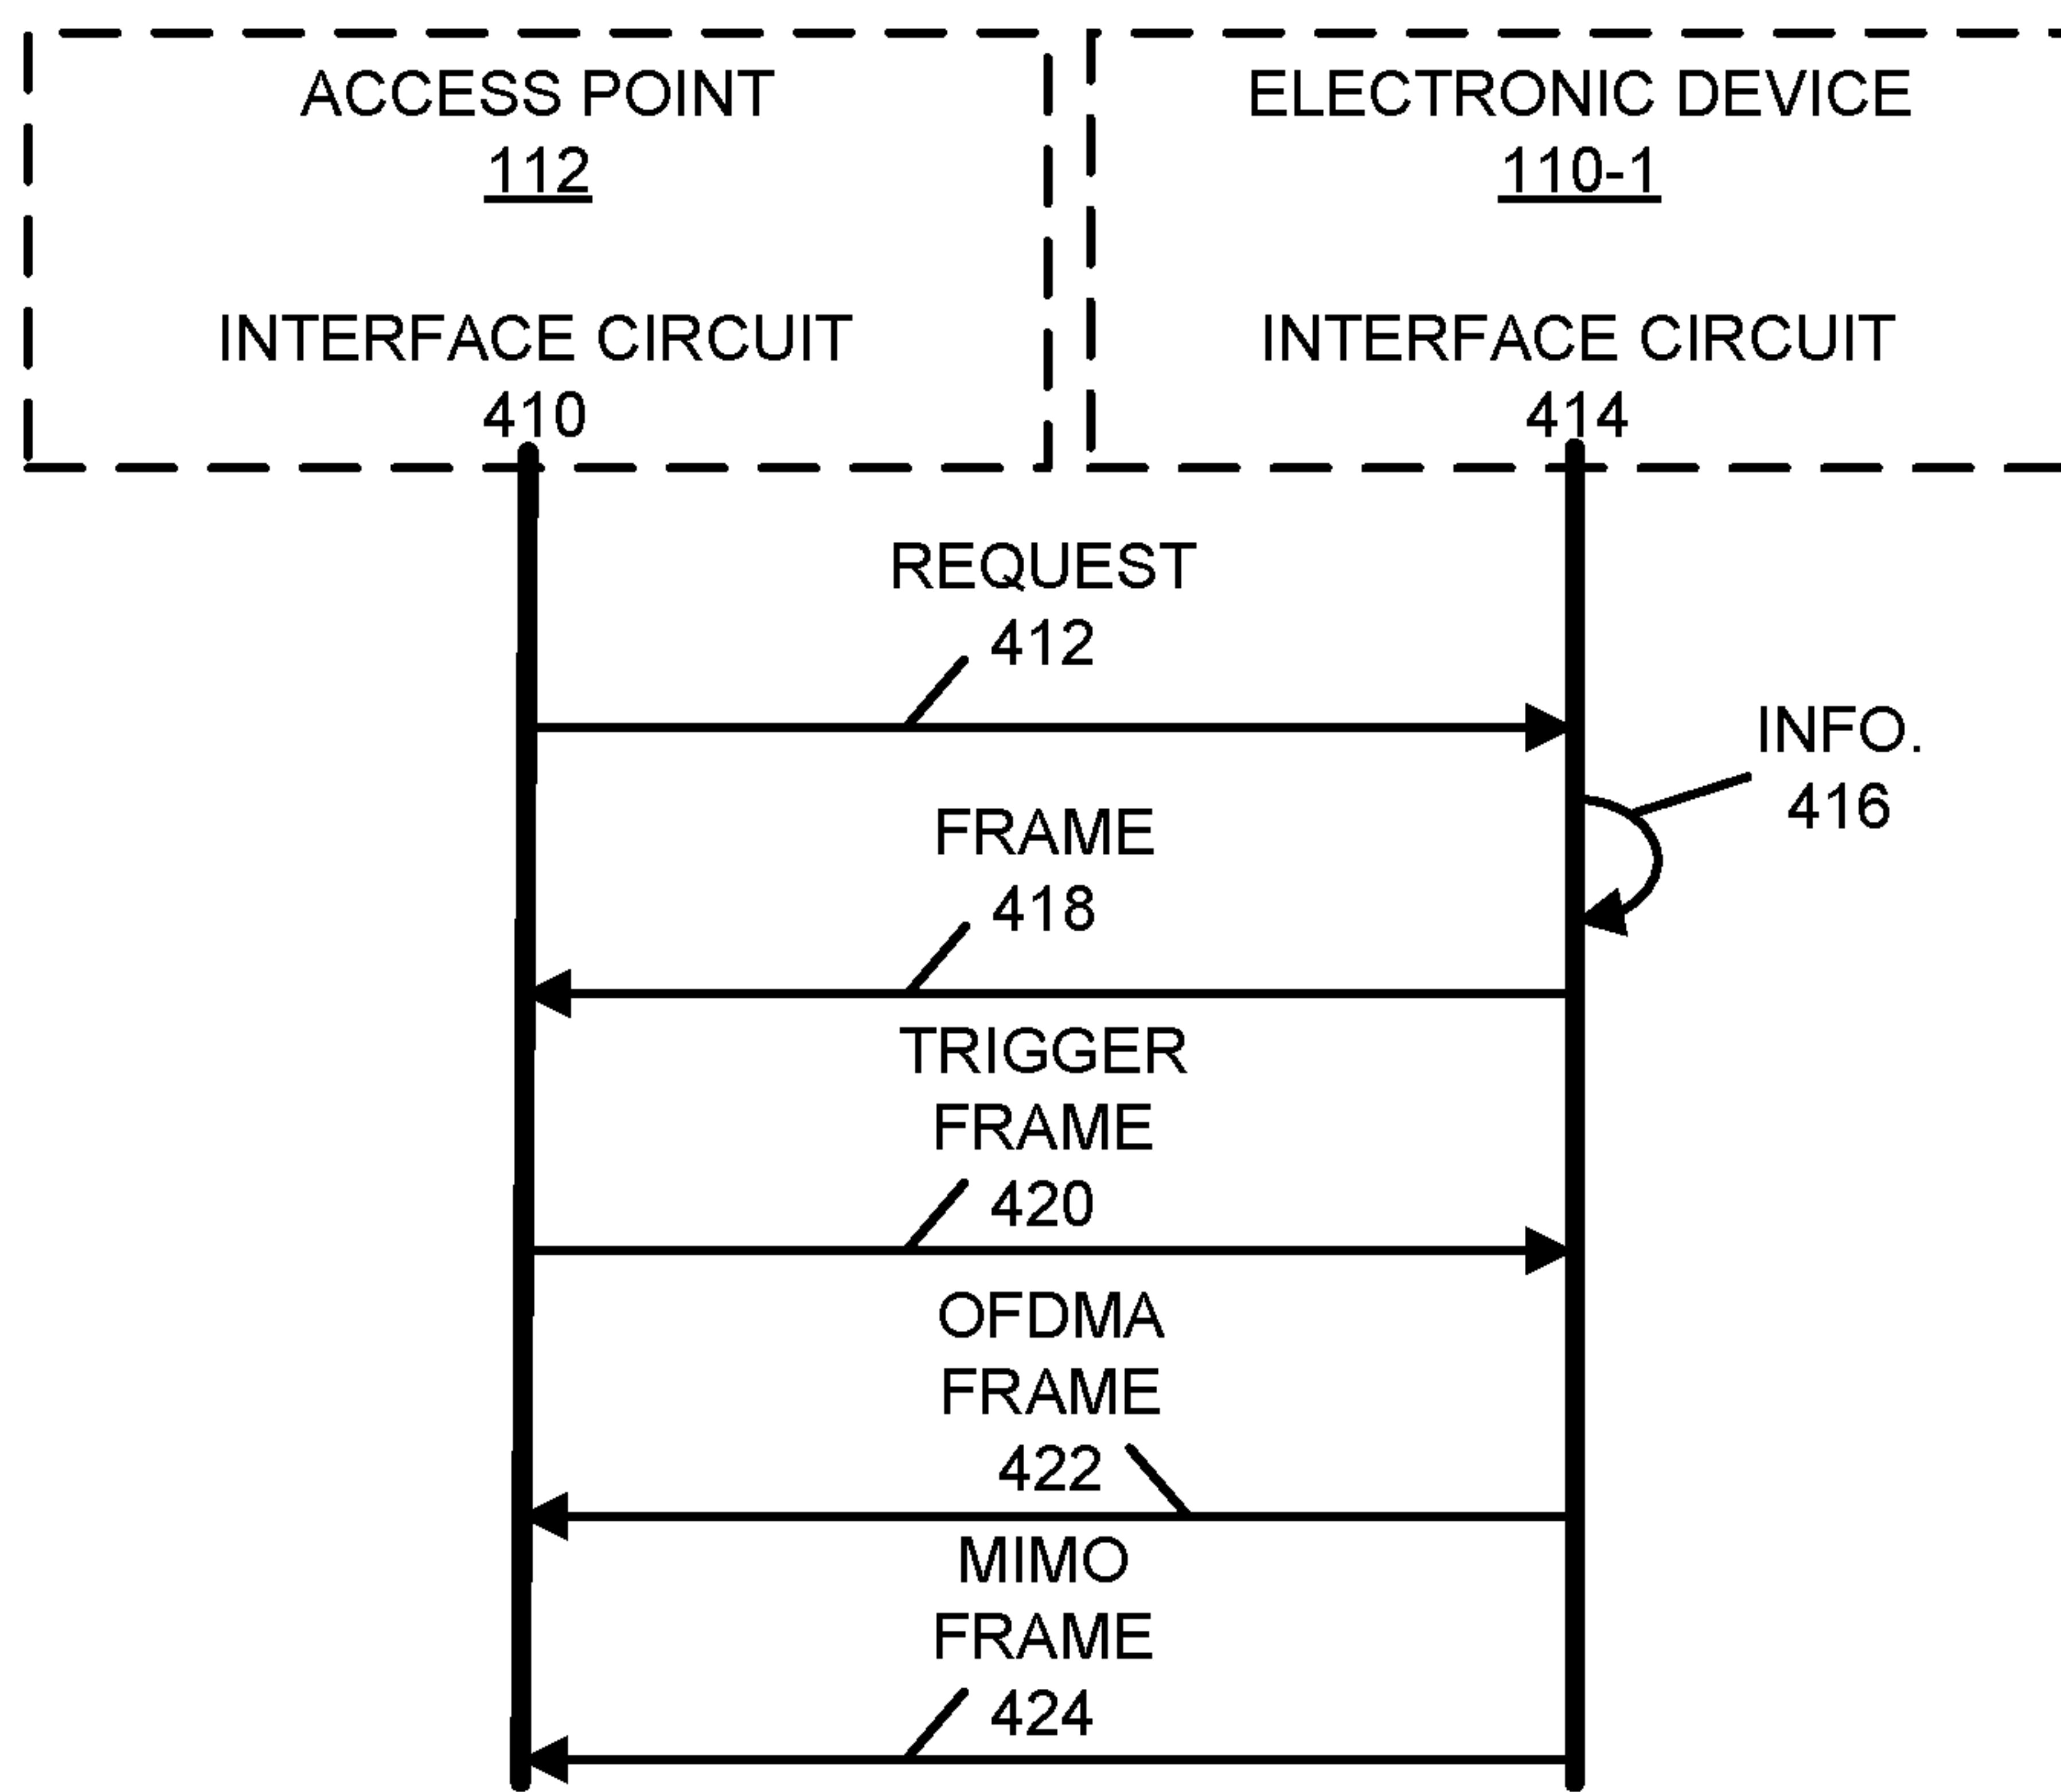 ACCESS POINT
112
INTERFACE CIRCUIT
410
ELECTRONIC DEVICE
110-1
INTERFACE CIRCUIT
414
REQUEST
412
INFO.
416
FRAME
418
TRIGGER
FRAME
420
OFDMA
FRAME
422
MIMO
FRAME
424